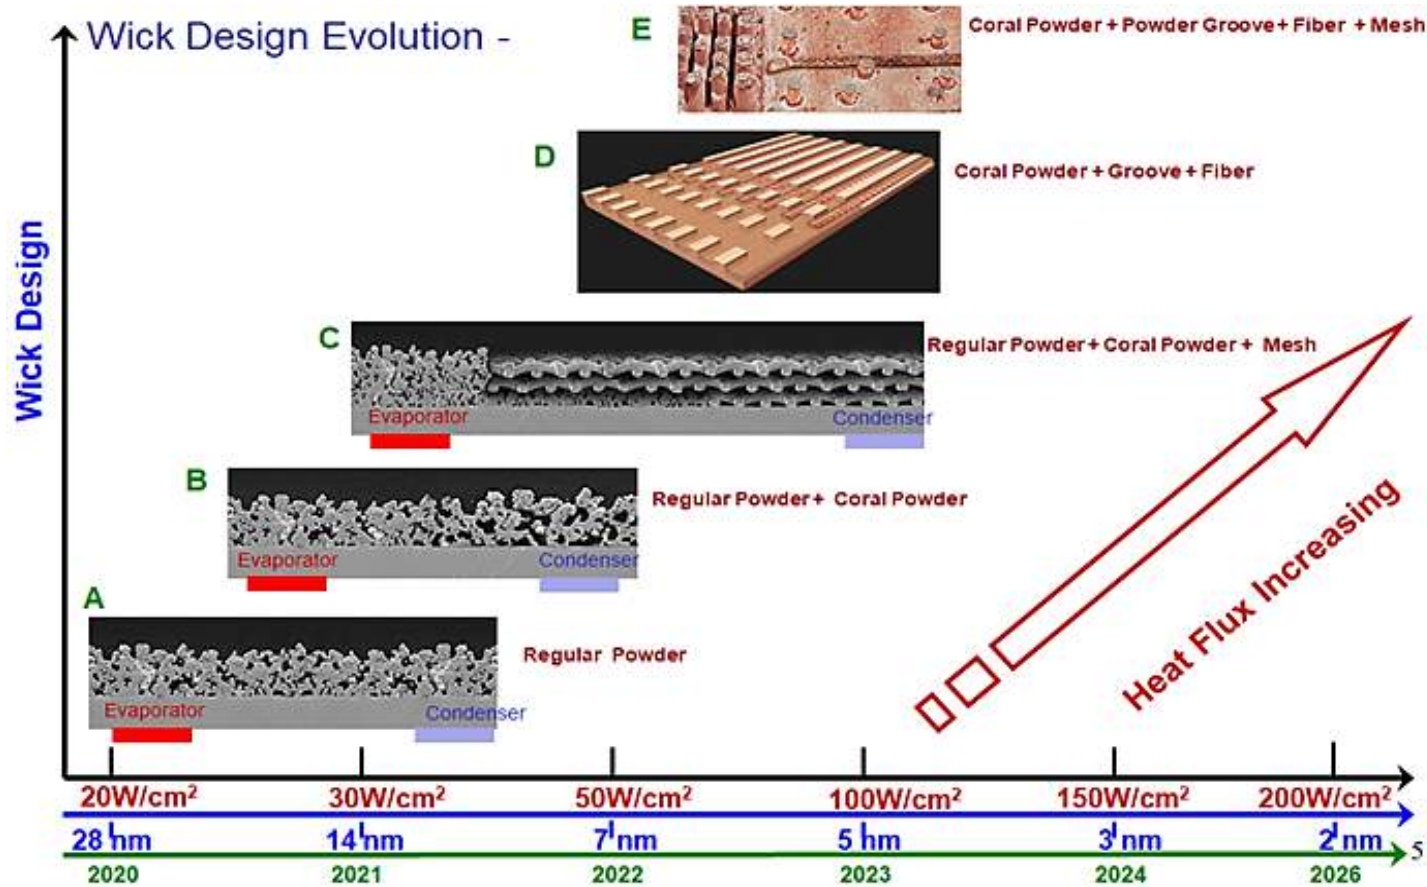 Wick Design Evolution -
E
Coral Powder + Powder Groove + Fiber + Mesh
D
Coral Powder + Groove + Fiber
Wick Design
C
Regular Powder + Coral Powder + Mesh
Evaporator
Condenser
B
Regular Powder + Coral Powder
Evaporator
Condenser
A
Regular Powder
Evaporator
Condenser
Heat Flux Increasing
20W/cm² 30W/cm² 50W/cm² 100W/cm² 150W/cm² 200W/cm²
28 nm 14 nm 7 nm 5 nm 3 nm 2 nm
5
2020 2021 2022 2023 2024 2026